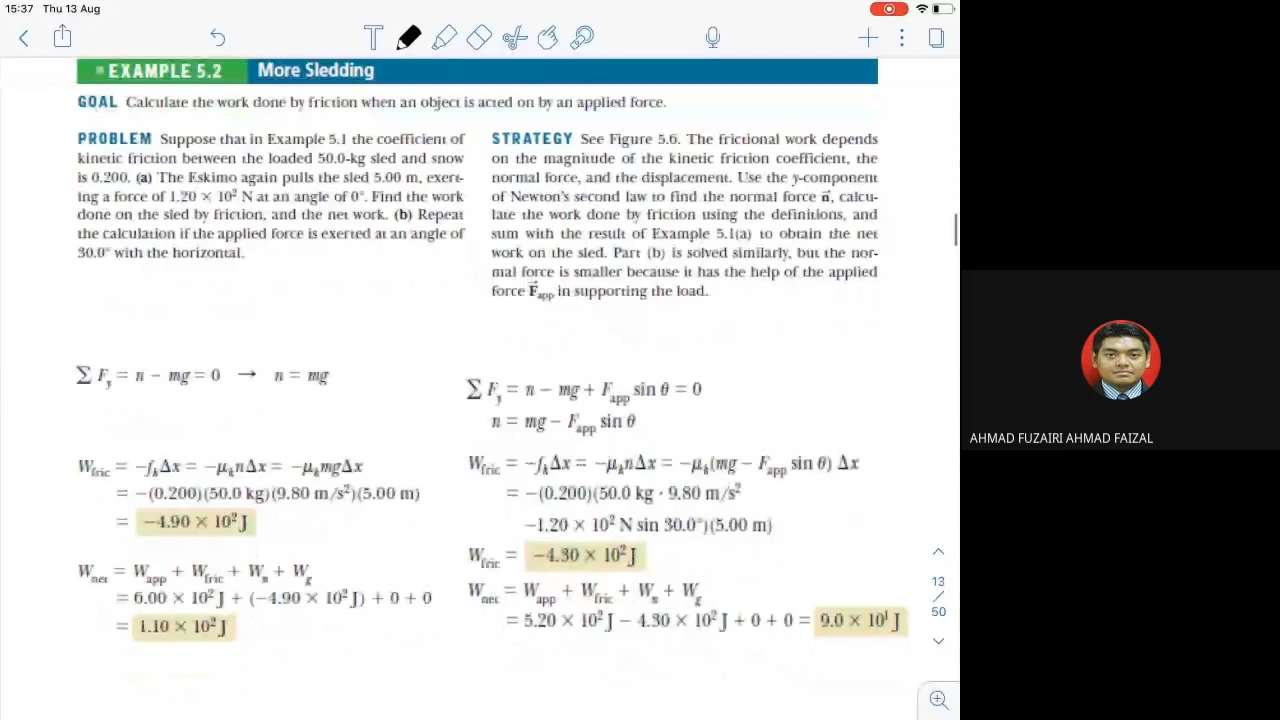 15:37 Thu 13 Aug
EXAMPLE 5.2 More Sledding
GOAL Calculate the work done by friction when an object is acted on by an applied force.
PROBLEM Suppose that in Example 5.1 the coefficient of
kinetic friction between the loaded 50.0-kg sled and snow
is 0.200. (a) The Eskimo again pulls the sled 5.00 m, exert-
ing a force of 1.20 × 10² N at an angle of 0°. Find the work
done on the sled by friction, and the net work. (b) Repeat
the calculation if the applied force is exerted at an angle of
30.0° with the horizontal.
STRATEGY See Figure 5.6. The frictional work depends
on the magnitude of the kinetic friction coefficient, the
normal force, and the displacement. Use the y-component
of Newton's second law to find the normal force n⃗, calcu-
late the work done by friction using the definitions, and
sum with the result of Example 5.1(a) to obtain the net
work on the sled. Part (b) is solved similarly, but the nor-
mal force is smaller because it has the help of the applied
force F⃗app in supporting the load.
∑ Fy = n − mg = 0 → n = mg
Wfric = −fkΔx = −μknΔx = −μkmgΔx
= −(0.200)(50.0 kg)(9.80 m/s²)(5.00 m)
= −4.90 × 10² J
Wnet = Wapp + Wfric + Wn + Wg
= 6.00 × 10² J + (−4.90 × 10² J) + 0 + 0
= 1.10 × 10² J
∑ Fy = n − mg + Fapp sin θ = 0
n = mg − Fapp sin θ
Wfric = −fkΔx = −μknΔx = −μk(mg − Fapp sin θ) Δx
= −(0.200)(50.0 kg · 9.80 m/s²
−1.20 × 10² N sin 30.0°)(5.00 m)
Wfric = −4.30 × 10² J
Wnet = Wapp + Wfric + Wn + Wg
= 5.20 × 10² J − 4.30 × 10² J + 0 + 0 = 9.0 × 10¹ J
13
/
50
AHMAD FUZAIRI AHMAD FAIZAL